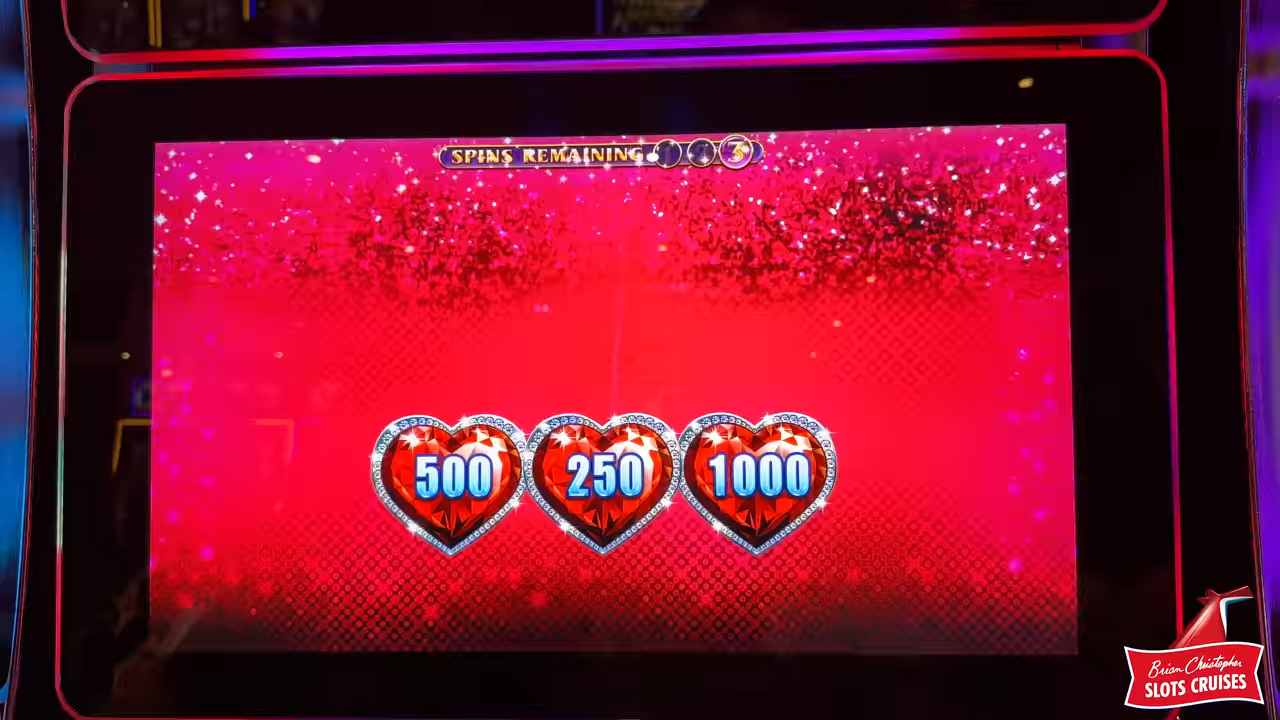 SPINS REMAINING 3
500 250 1000
Brian Christopher
SLOTS CRUISES